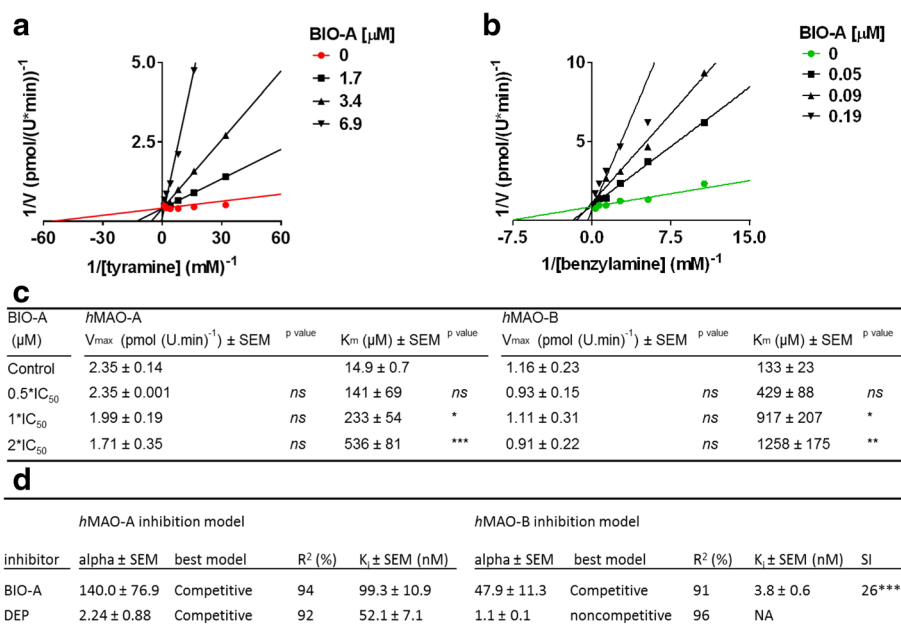 a
BIO-A [µM]
0
1.7
3.4
6.9
1/V (pmol/(U*min))⁻¹
5.0
2.5
-60 -30 0 30 60
1/[tyramine] (mM)⁻¹
b
BIO-A [µM]
0
0.05
0.09
0.19
1/V (pmol/(U*min))⁻¹
10
5
-7.5 0.0 7.5 15.0
1/[benzylamine] (mM)⁻¹
c
BIO-A hMAO-A hMAO-B
(µM) Vmax (pmol (U.min)⁻¹) ± SEM p value Km (µM) ± SEM p value Vmax (pmol (U.min)⁻¹) ± SEM p value Km (µM) ± SEM p value
Control 2.35 ± 0.14 14.9 ± 0.7 1.16 ± 0.23 133 ± 23
0.5*IC₅₀ 2.35 ± 0.001 ns 141 ± 69 ns 0.93 ± 0.15 ns 429 ± 88 ns
1*IC₅₀ 1.99 ± 0.19 ns 233 ± 54 * 1.11 ± 0.31 ns 917 ± 207 *
2*IC₅₀ 1.71 ± 0.35 ns 536 ± 81 *** 0.91 ± 0.22 ns 1258 ± 175 **
d
hMAO-A inhibition model hMAO-B inhibition model
inhibitor alpha ± SEM best model R² (%) Kᵢ ± SEM (nM) alpha ± SEM best model R² (%) Kᵢ ± SEM (nM) SI
BIO-A 140.0 ± 76.9 Competitive 94 99.3 ± 10.9 47.9 ± 11.3 Competitive 91 3.8 ± 0.6 26***
DEP 2.24 ± 0.88 Competitive 92 52.1 ± 7.1 1.1 ± 0.1 noncompetitive 96 NA